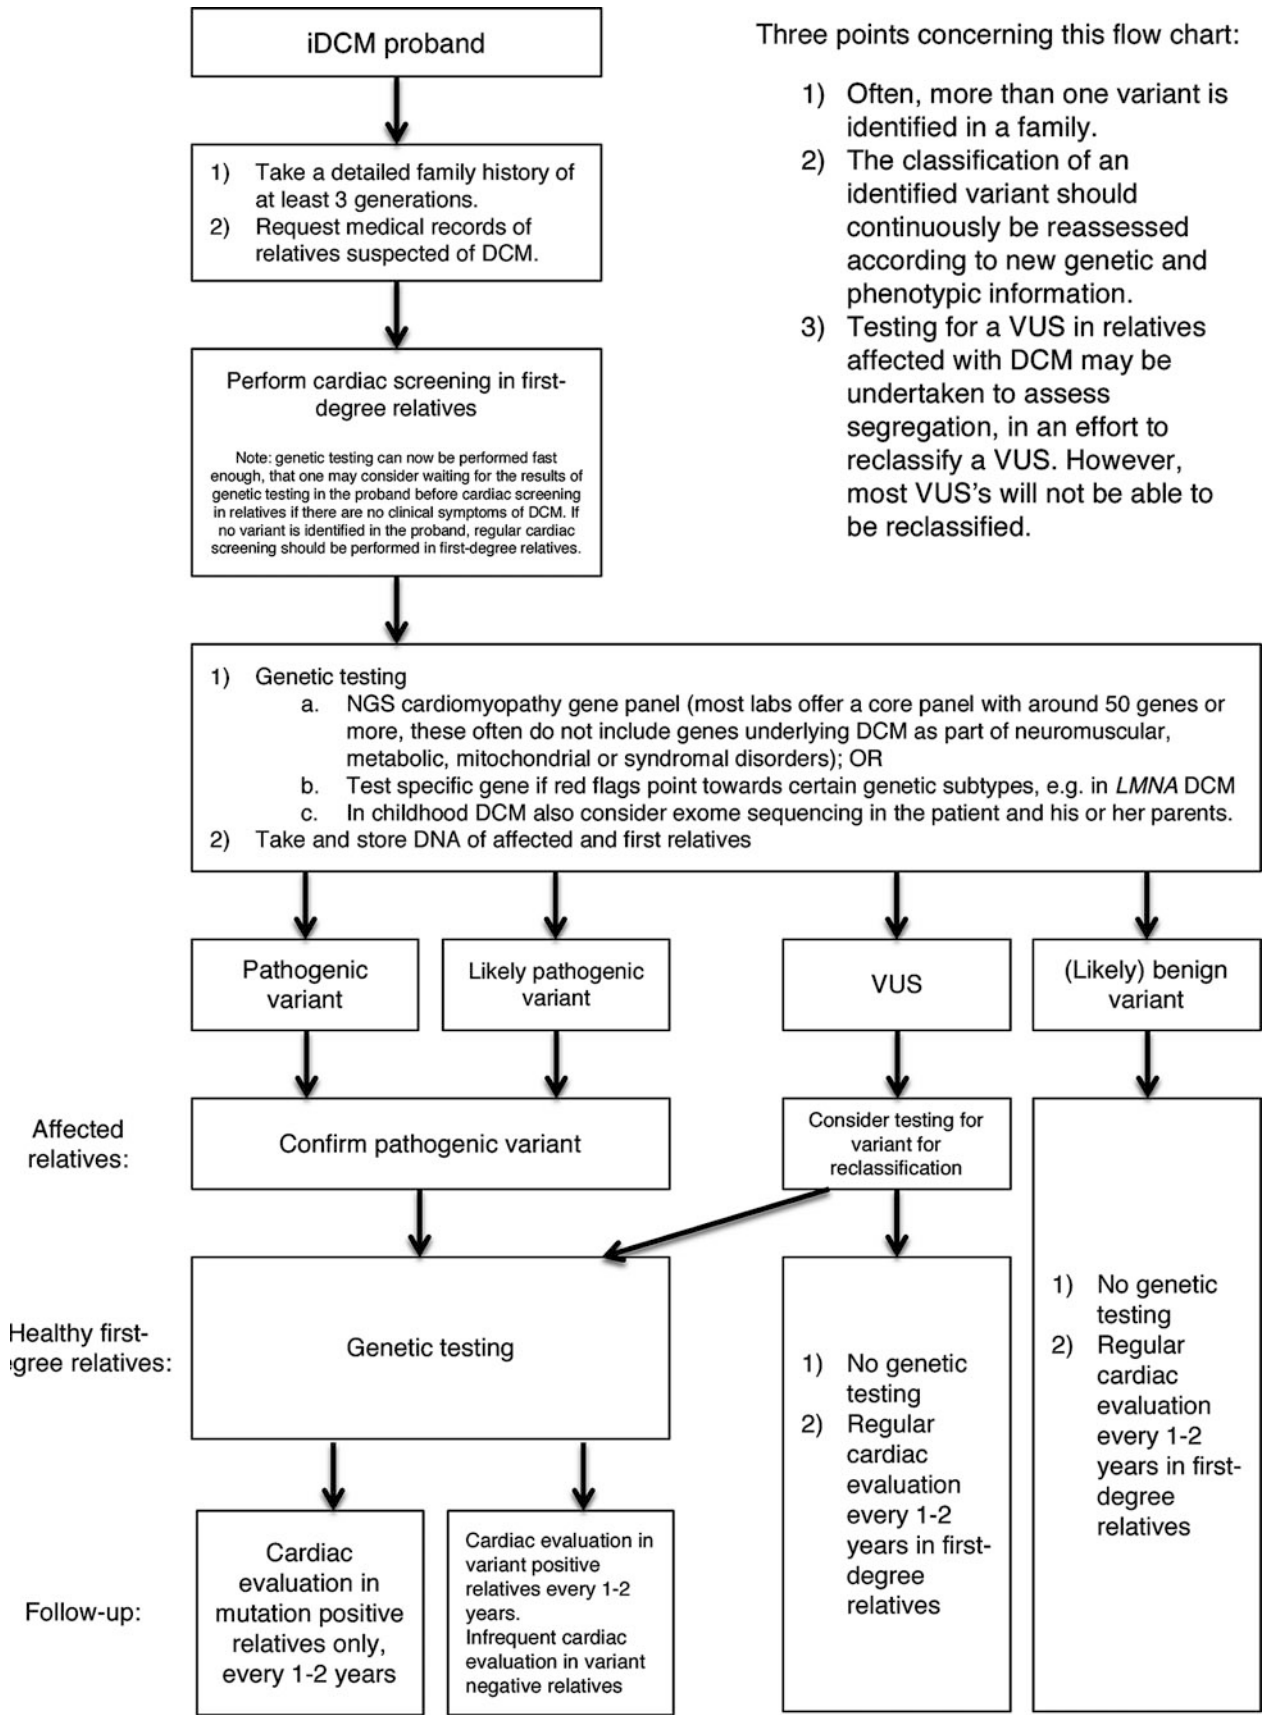 iDCM proband
Three points concerning this flow chart:
1) Often, more than one variant is
identified in a family.
2) The classification of an
identified variant should
continuously be reassessed
according to new genetic and
phenotypic information.
3) Testing for a VUS in relatives
affected with DCM may be
undertaken to assess
segregation, in an effort to
reclassify a VUS. However,
most VUS's will not be able to
be reclassified.
1) Take a detailed family history of
at least 3 generations.
2) Request medical records of
relatives suspected of DCM.
Perform cardiac screening in first-
degree relatives
Note: genetic testing can now be performed fast
enough, that one may consider waiting for the results of
genetic testing in the proband before cardiac screening
in relatives if there are no clinical symptoms of DCM. If
no variant is identified in the proband, regular cardiac
screening should be performed in first-degree relatives.
1) Genetic testing
a. NGS cardiomyopathy gene panel (most labs offer a core panel with around 50 genes or
more, these often do not include genes underlying DCM as part of neuromuscular,
metabolic, mitochondrial or syndromal disorders); OR
b. Test specific gene if red flags point towards certain genetic subtypes, e.g. in LMNA DCM
c. In childhood DCM also consider exome sequencing in the patient and his or her parents.
2) Take and store DNA of affected and first relatives
Pathogenic
variant
Likely pathogenic
variant
VUS
(Likely) benign
variant
Affected
relatives:
Confirm pathogenic variant
Consider testing for
variant for
reclassification
Healthy first-
egree relatives:
Genetic testing
1) No genetic
testing
2) Regular
cardiac
evaluation
every 1-2
years in first-
degree
relatives
1) No genetic
testing
2) Regular
cardiac
evaluation
every 1-2
years in first-
degree
relatives
Follow-up:
Cardiac
evaluation in
mutation positive
relatives only,
every 1-2 years
Cardiac evaluation in
variant positive
relatives every 1-2
years.
Infrequent cardiac
evaluation in variant
negative relatives